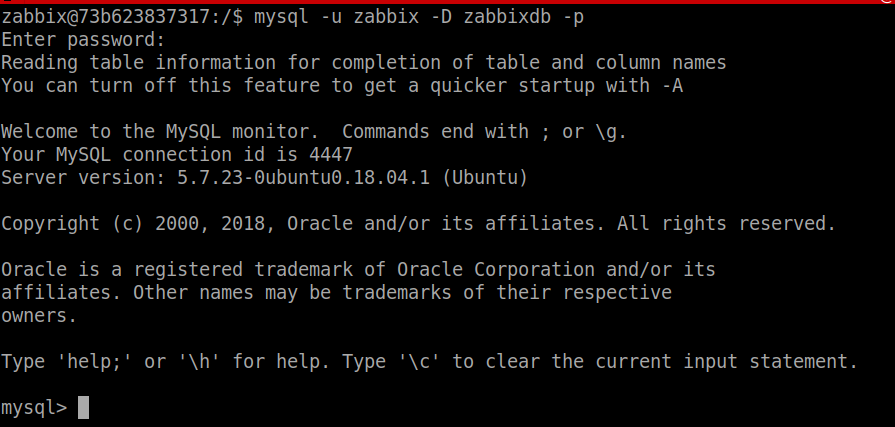 zabbix@73b623837317:/$ mysql -u zabbix -D zabbixdb -p
Enter password:
Reading table information for completion of table and column names
You can turn off this feature to get a quicker startup with -A
Welcome to the MySQL monitor.  Commands end with ; or \g.
Your MySQL connection id is 4447
Server version: 5.7.23-0ubuntu0.18.04.1 (Ubuntu)
Copyright (c) 2000, 2018, Oracle and/or its affiliates. All rights reserved.
Oracle is a registered trademark of Oracle Corporation and/or its
affiliates. Other names may be trademarks of their respective
owners.
Type 'help;' or '\h' for help. Type '\c' to clear the current input statement.
mysql>